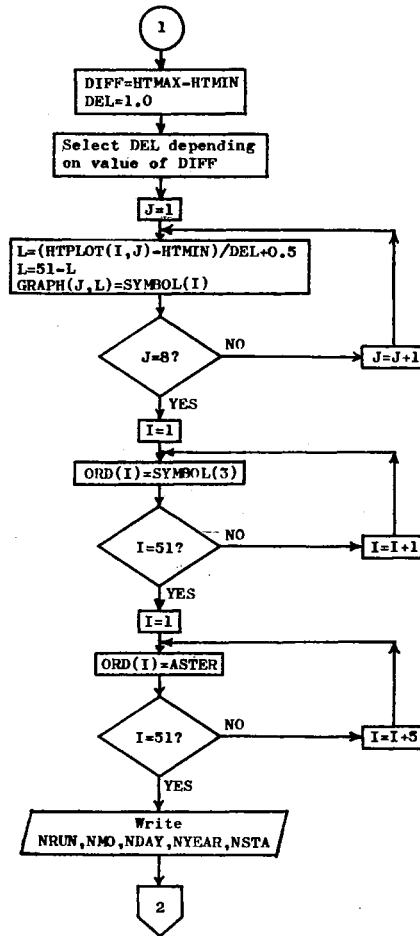 1
DIFF=HTMAX-HTMIN
DEL=1.0
Select DEL depending
on value of DIFF
J=1
L=(HTPLOT(I,J)-HTMIN)/DEL+0.5
L=51-L
GRAPH(J,L)=SYMBOL(I)
J=8?
NO
J=J+1
YES
I=1
ORD(I)=SYMBOL(3)
I=51?
NO
I=I+1
YES
I=1
ORD(I)=ASTER
I=51?
NO
I=I+5
YES
Write
NRUN,NMO,NDAY,NYEAR,NSTA
2